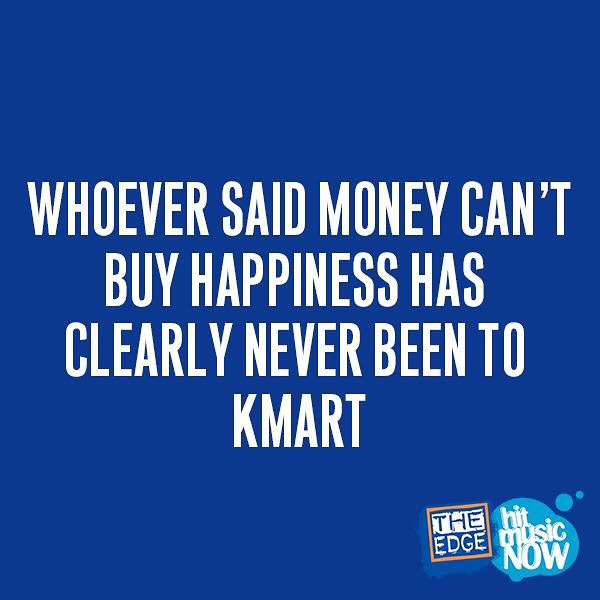 WHOEVER SAID MONEY CAN'T
BUY HAPPINESS HAS
CLEARLY NEVER BEEN TO
KMART
THE
EDGE
hit
music
NOW